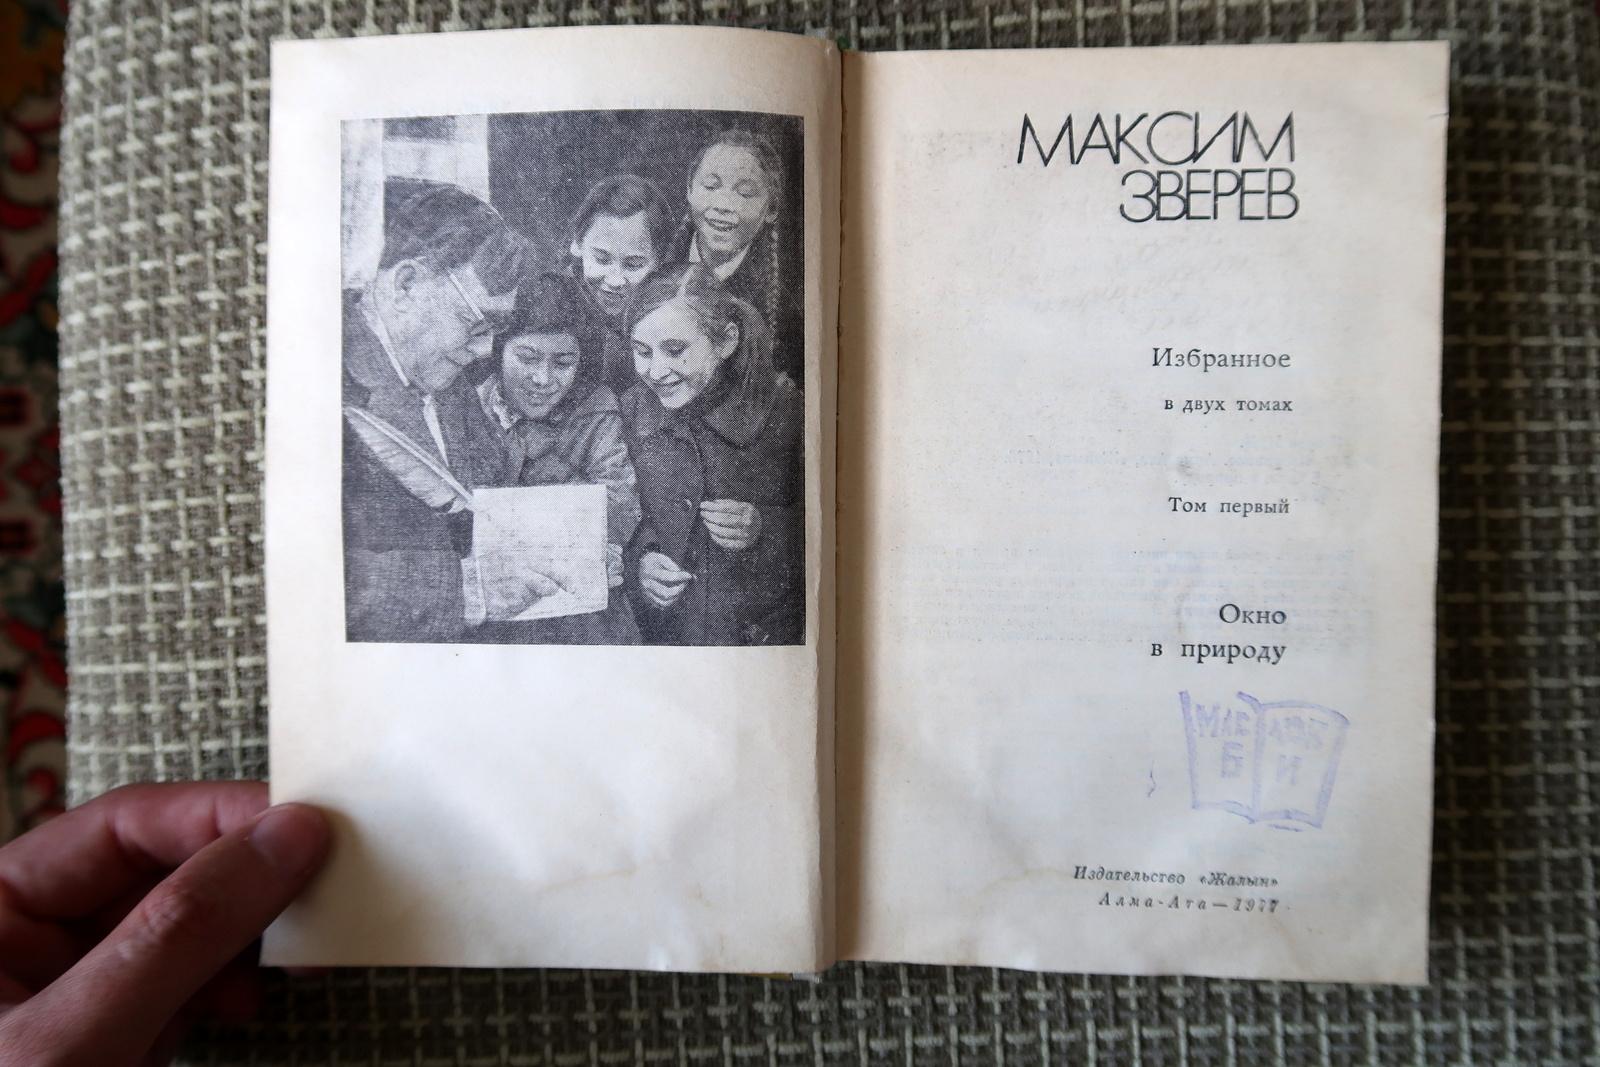 МАКСИМ
ЗВЕРЕВ
Избранное
в двух томах
Том первый
Окно
в природу
Б И
Издательство «Жалын»
Алма-Ата — 1977